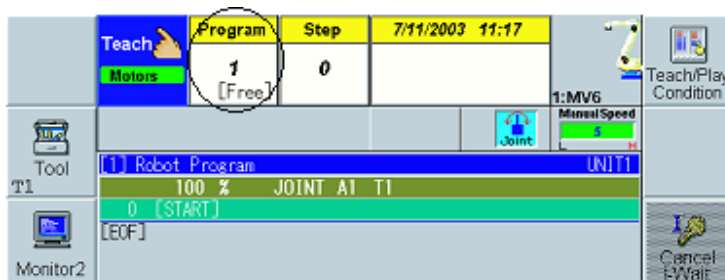 Teach
Program
Step
7/11/2003 11:17
Motors
1
[Free]
0
1:MV6
Teach/Play
Condition
Joint
Manual Speed
5
L H
Tool
T1
[1] Robot Program UNIT1
100 % JOINT A1 T1
0 [START]
[EOF]
Monitor2
Cancel
I-Wait